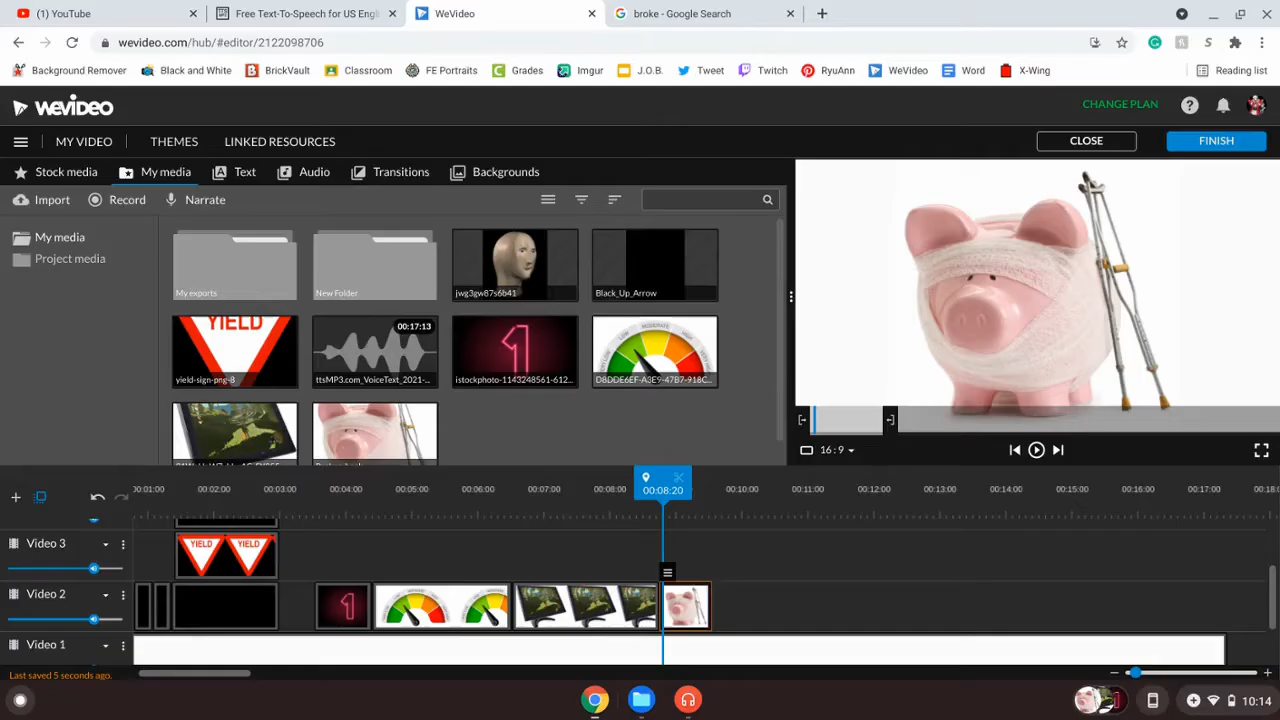 (1) YouTube
Free Text-To-Speech for US Engl
WeVideo
broke - Google Search
wevideo.com/hub/#editor/2122098706
Background Remover
Black and White
BrickVault
Classroom
FE Portraits
Grades
Imgur
J.O.B.
Tweet
Twitch
RyuAnn
WeVideo
Word
X-Wing
Reading list
WEVIDEO
CHANGE PLAN
MY VIDEO
THEMES
LINKED RESOURCES
CLOSE
FINISH
Stock media
My media
Text
Audio
Transitions
Backgrounds
Import
Record
Narrate
My media
Project media
My exports
New Folder
jwg3gw87s6b41
Black_Up_Arrow
YIELD
yield-sign-png-8
00:17:13
ttsMP3.com_VoiceText_2021-...
1
istockphoto-1143248561-612...
LOW
MODERATE
HIGH
D8DDE6EF-A3E9-47B7-918C...
16:9
00:01:00
00:02:00
00:03:00
00:04:00
00:05:00
00:06:00
00:07:00
00:08:00
00:08:20
00:10:00
00:11:00
00:12:00
00:13:00
00:14:00
00:15:00
00:16:00
00:17:00
00:18:0
Video 3
YIELD
YIELD
Video 2
1
Video 1
Last saved 5 seconds ago.
10:14